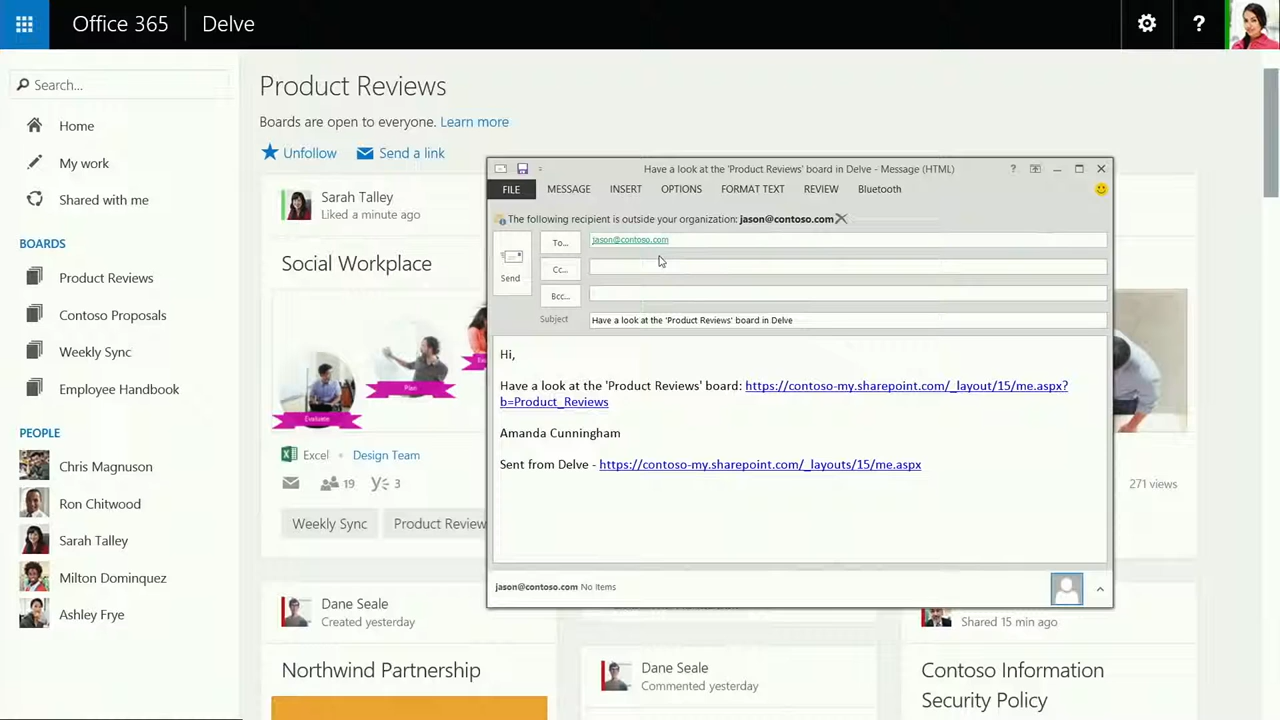 Office 365
Delve
?
Search...
Home
My work
Shared with me
BOARDS
Product Reviews
Contoso Proposals
Weekly Sync
Employee Handbook
PEOPLE
Chris Magnuson
Ron Chitwood
Sarah Talley
Milton Dominquez
Ashley Frye
Product Reviews
Boards are open to everyone. Learn more
Unfollow
Send a link
Sarah Talley
Liked a minute ago
Social Workplace
Plan
Evaluate
Excel • Design Team
19
3
Weekly Sync
Product Review
Dane Seale
Created yesterday
Northwind Partnership
Dane Seale
Commented yesterday
271 views
Shared 15 min ago
Contoso Information
Security Policy
Have a look at the 'Product Reviews' board in Delve - Message (HTML)
?
FILE MESSAGE INSERT OPTIONS FORMAT TEXT REVIEW Bluetooth
The following recipient is outside your organization: jason@contoso.com
Send
To... jason@contoso.com
Cc...
Bcc...
Subject Have a look at the 'Product Reviews' board in Delve
Hi,
Have a look at the 'Product Reviews' board: https://contoso-my.sharepoint.com/_layout/15/me.aspx?
b=Product_Reviews
Amanda Cunningham
Sent from Delve - https://contoso-my.sharepoint.com/_layouts/15/me.aspx
jason@contoso.com No Items